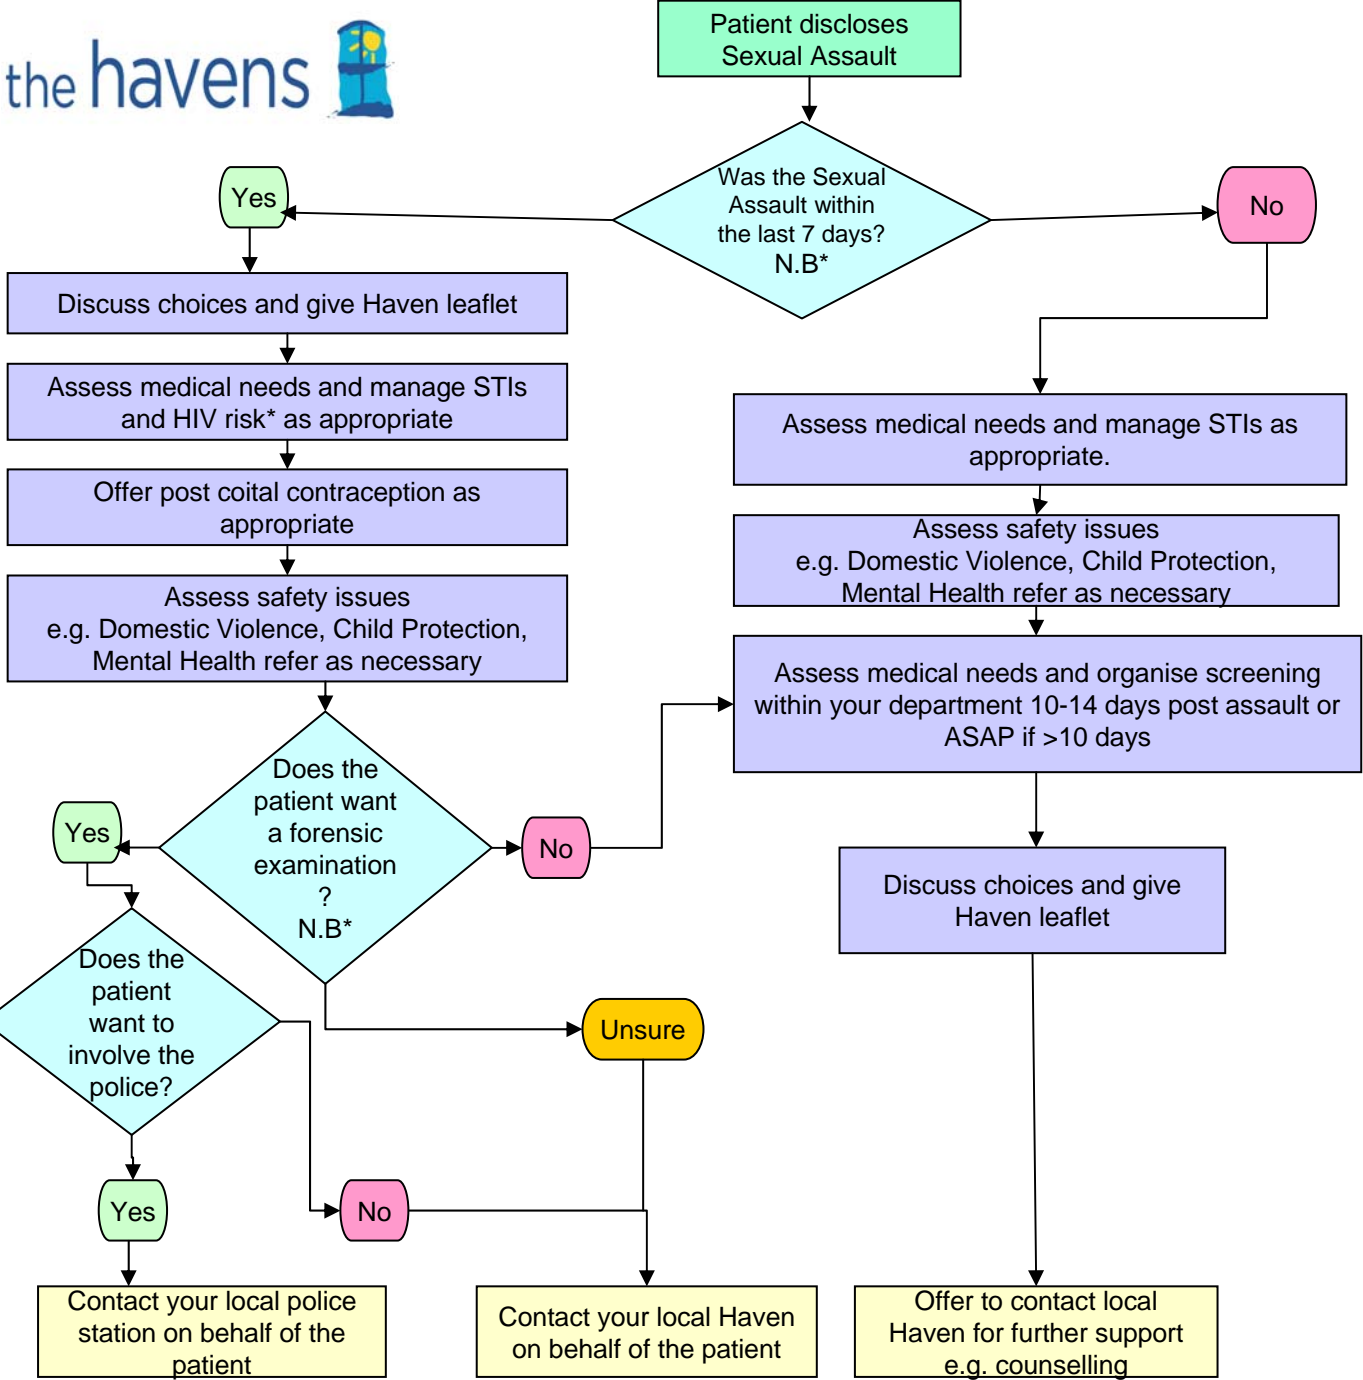 the havens
Patient discloses
Sexual Assault
Was the Sexual
Assault within
the last 7 days?
N.B*
Yes
No
Discuss choices and give Haven leaflet
Assess medical needs and manage STIs
and HIV risk* as appropriate
Offer post coital contraception as
appropriate
Assess safety issues
e.g. Domestic Violence, Child Protection,
Mental Health refer as necessary
Assess medical needs and manage STIs as
appropriate.
Assess safety issues
e.g. Domestic Violence, Child Protection,
Mental Health refer as necessary
Assess medical needs and organise screening
within your department 10-14 days post assault or
ASAP if >10 days
Does the
patient want
a forensic
examination
?
N.B*
Yes
No
Discuss choices and give
Haven leaflet
Does the
patient
want to
involve the
police?
Unsure
Yes
No
Contact your local police
station on behalf of the
patient
Contact your local Haven
on behalf of the patient
Offer to contact local
Haven for further support
e.g. counselling